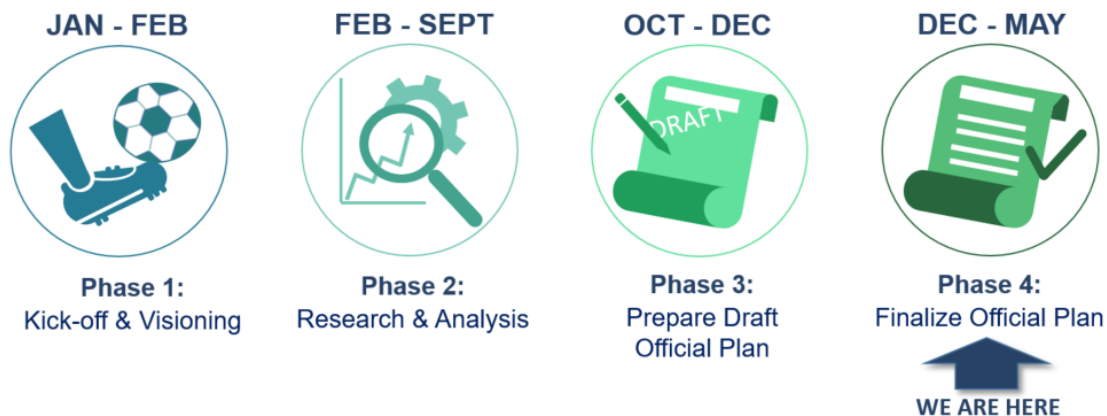 JAN - FEB
FEB - SEPT
OCT - DEC
DEC - MAY
DRAFT
Phase 1:
Kick-off & Visioning
Phase 2:
Research & Analysis
Phase 3:
Prepare Draft
Official Plan
Phase 4:
Finalize Official Plan
WE ARE HERE